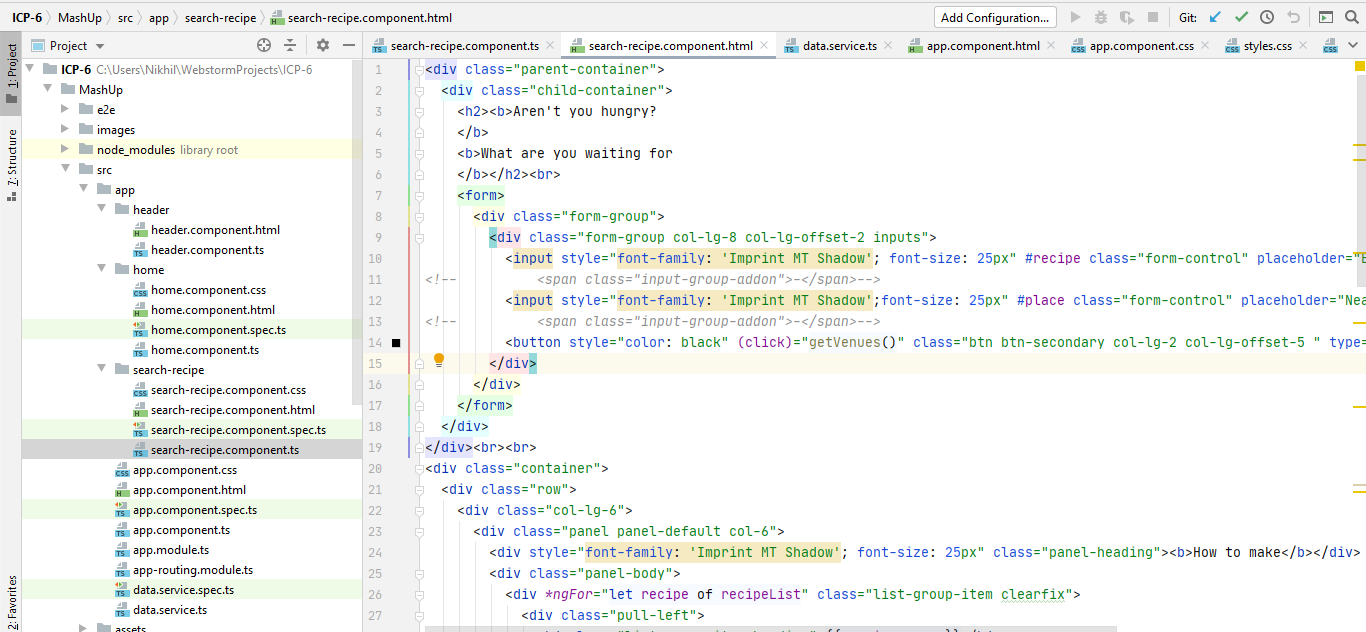 ICP-6 MashUp src app search-recipe search-recipe.component.html Add Configuration... Git:
1: Project
7: Structure
2: Favorites
Project
ICP-6 C:\Users\Nikhil\WebstormProjects\ICP-6
MashUp
e2e
images
node_modules library root
src
app
header
header.component.html
header.component.ts
home
home.component.css
home.component.html
home.component.spec.ts
home.component.ts
search-recipe
search-recipe.component.css
search-recipe.component.html
search-recipe.component.spec.ts
search-recipe.component.ts
app.component.css
app.component.html
app.component.spec.ts
app.component.ts
app.module.ts
app-routing.module.ts
data.service.spec.ts
data.service.ts
assets
search-recipe.component.ts search-recipe.component.html data.service.ts app.component.html app.component.css styles.css
1 <div class="parent-container">
2 <div class="child-container">
3 <h2><b>Aren't you hungry?
4 </b>
5 <b>What are you waiting for
6 </b></h2><br>
7 <form>
8 <div class="form-group">
9 <div class="form-group col-lg-8 col-lg-offset-2 inputs">
10 <input style="font-family: 'Imprint MT Shadow'; font-size: 25px" #recipe class="form-control" placeholder="
11 <!-- <span class="input-group-addon">-</span>-->
12 <input style="font-family: 'Imprint MT Shadow';font-size: 25px" #place class="form-control" placeholder="Nea
13 <!-- <span class="input-group-addon">-</span>-->
14 <button style="color: black" (click)="getVenues()" class="btn btn-secondary col-lg-2 col-lg-offset-5 " type=
15 </div>
16 </div>
17 </form>
18 </div>
19 </div><br><br>
20 <div class="container">
21 <div class="row">
22 <div class="col-lg-6">
23 <div class="panel panel-default col-6">
24 <div style="font-family: 'Imprint MT Shadow'; font-size: 25px" class="panel-heading"><b>How to make</b></div>
25 <div class="panel-body">
26 <div *ngFor="let recipe of recipeList" class="list-group-item clearfix">
27 <div class="pull-left">